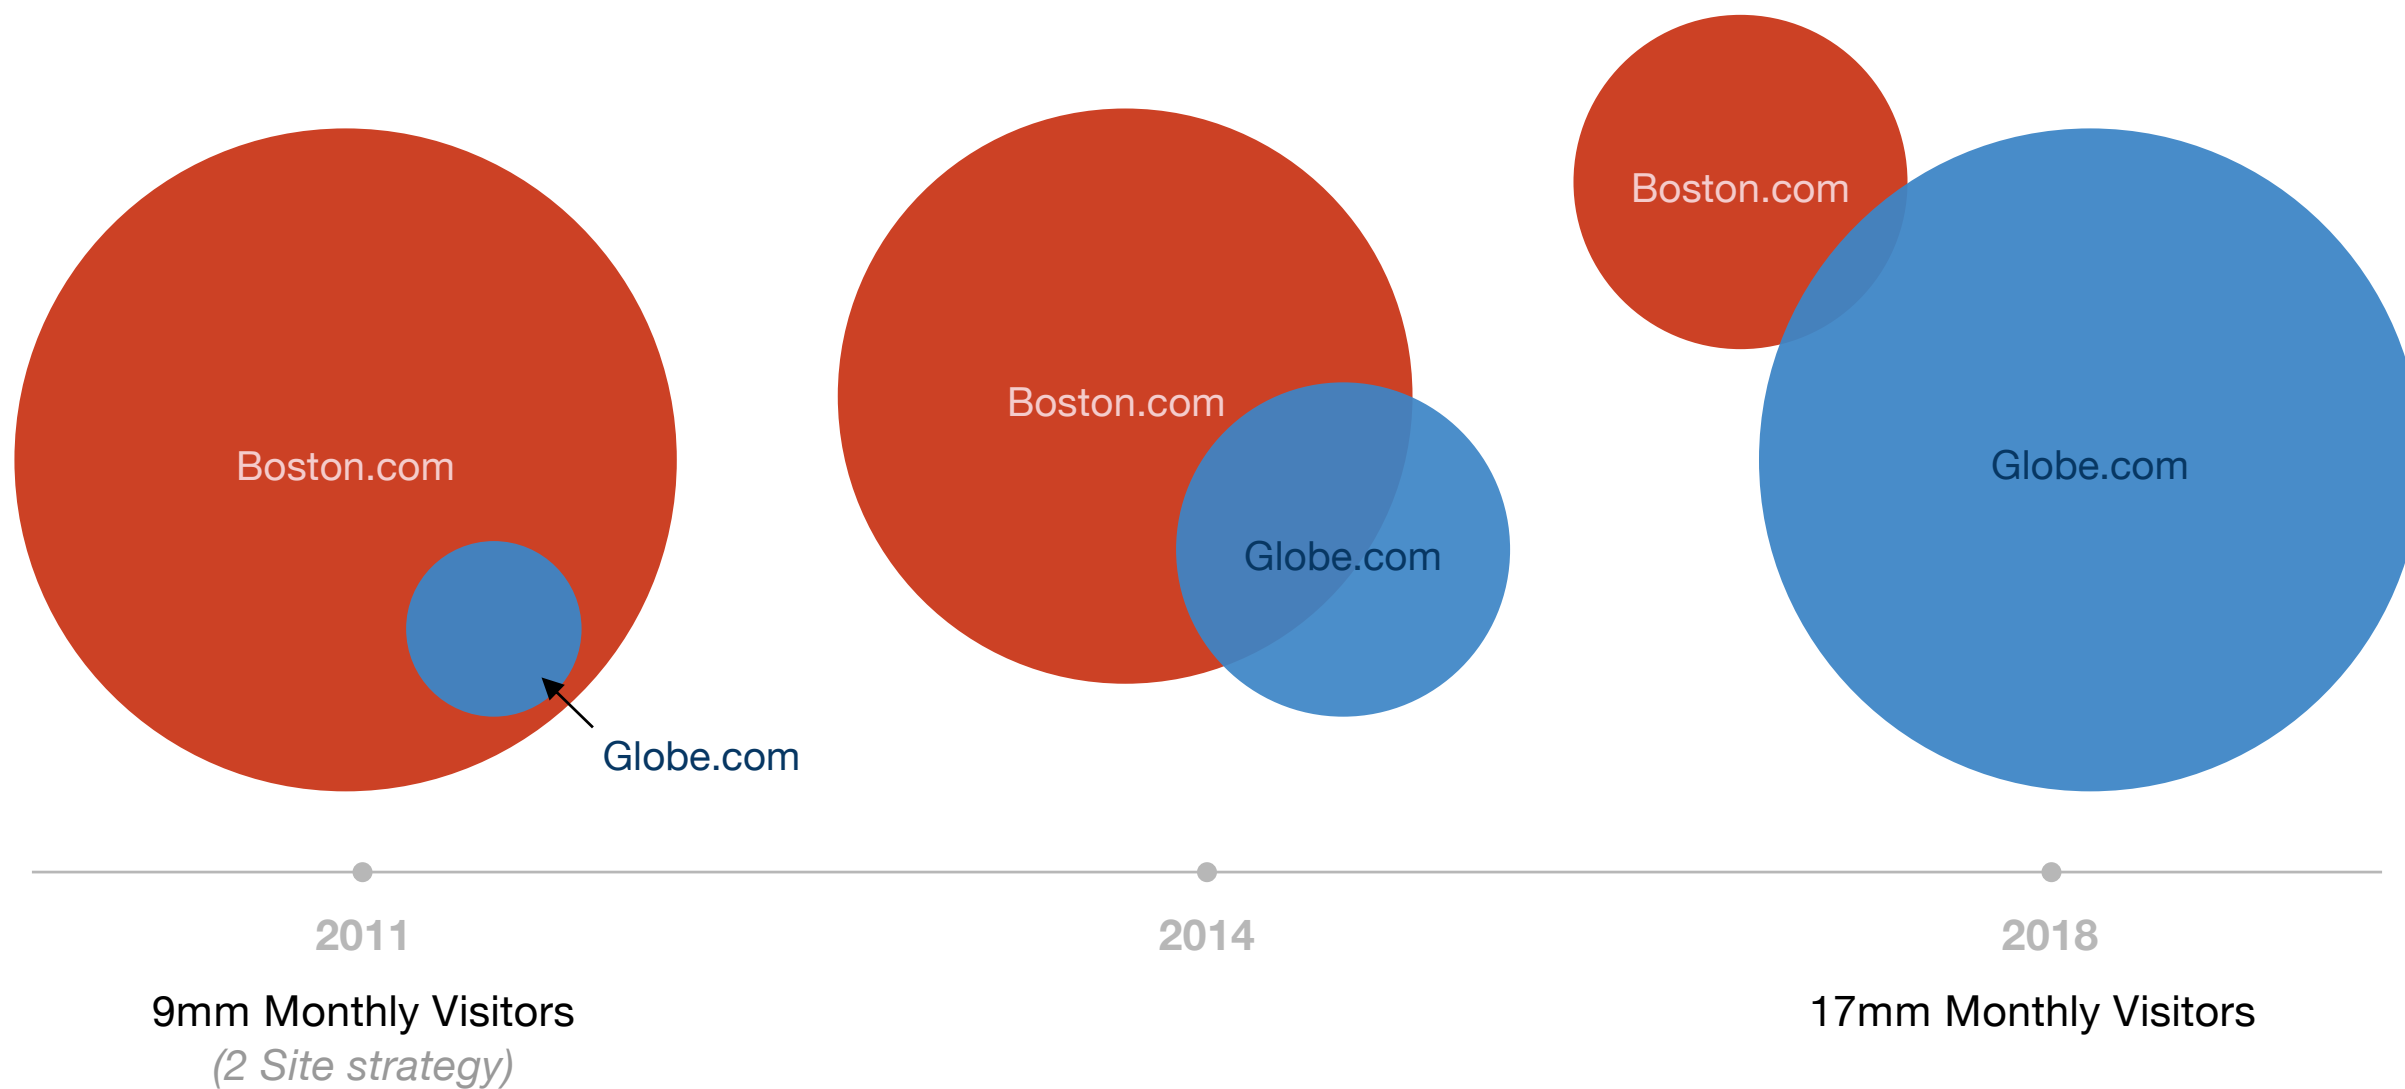 Boston.com
Globe.com
Boston.com
Globe.com
Boston.com
Globe.com
2011
2014
2018
9mm Monthly Visitors
(2 Site strategy)
17mm Monthly Visitors